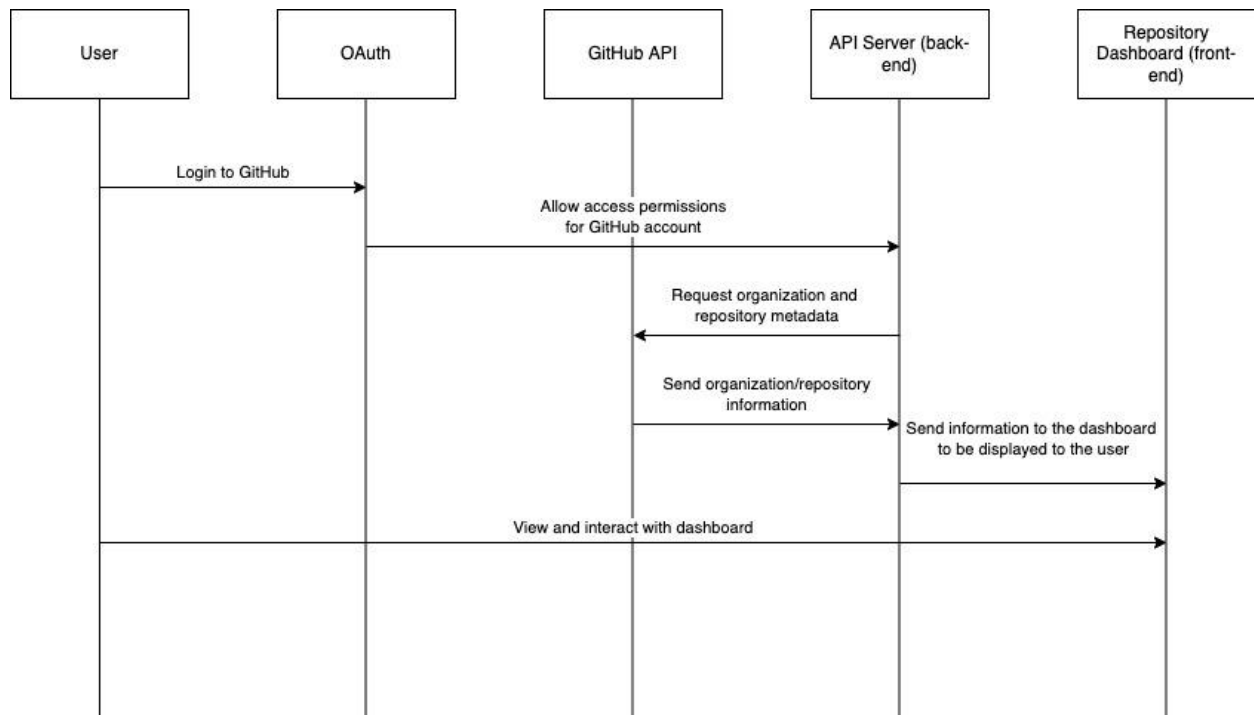 User
OAuth
GitHub API
API Server (back-
end)
Repository
Dashboard (front-
end)
Login to GitHub
Allow access permissions
for GitHub account
Request organization and
repository metadata
Send organization/repository
information
Send information to the dashboard
to be displayed to the user
View and interact with dashboard